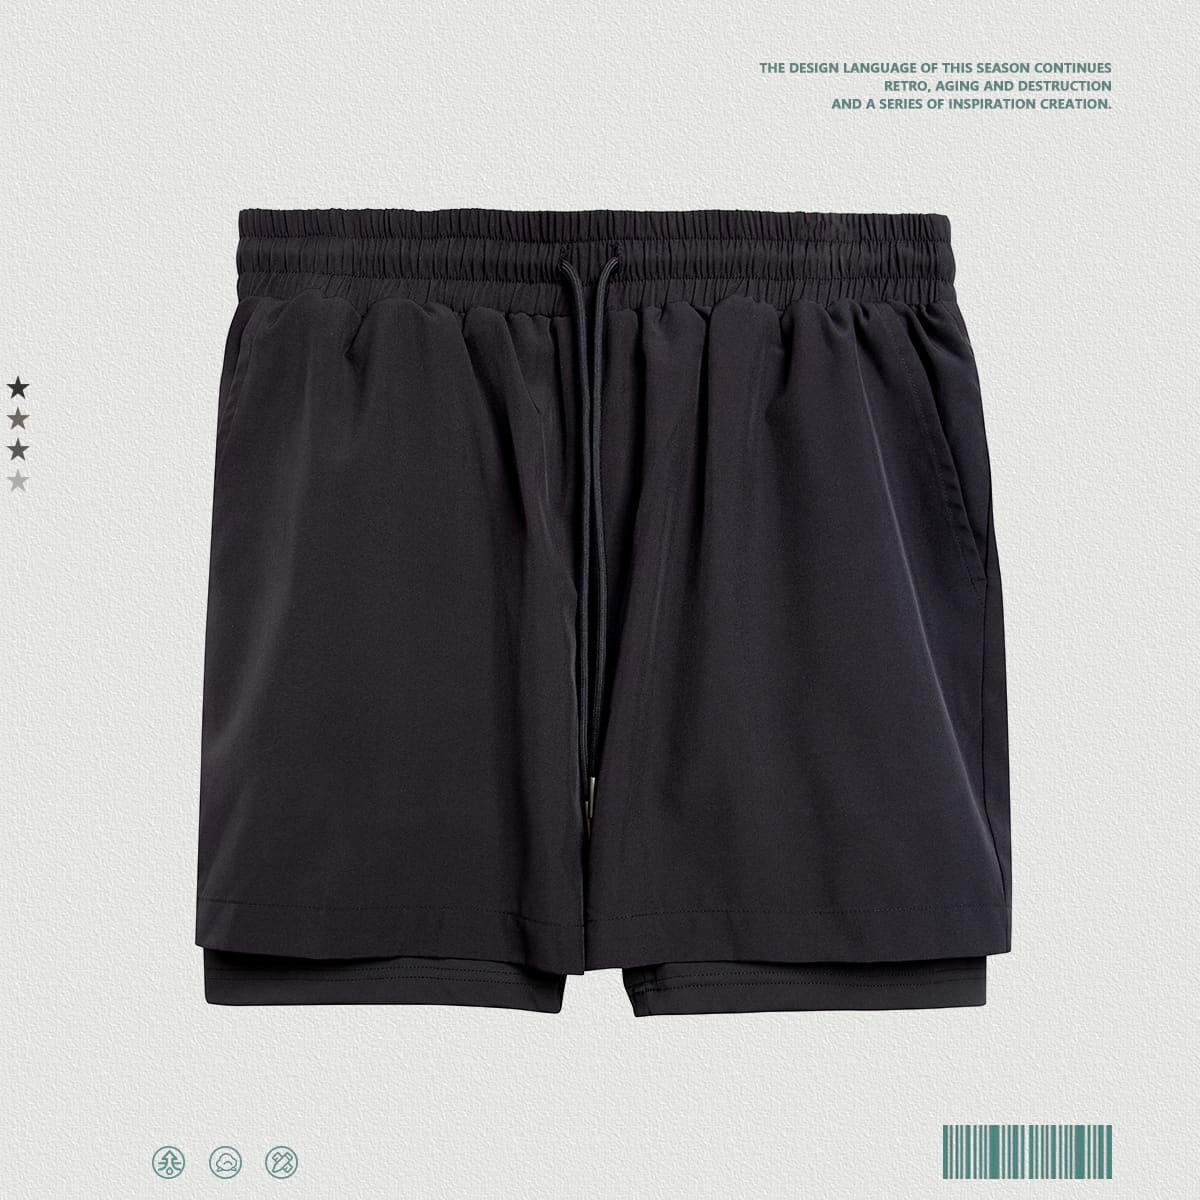 THE DESIGN LANGUAGE OF THIS SEASON CONTINUES
RETRO, AGING AND DESTRUCTION
AND A SERIES OF INSPIRATION CREATION.